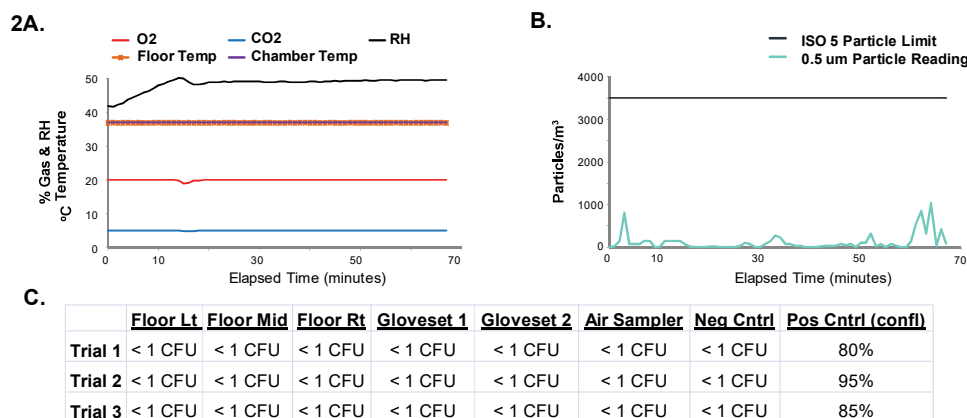 2A.
O2 CO2 RH
Floor Temp Chamber Temp
% Gas & RH
ºC Temperature
50
40
30
20
10
0
0 10 20 30 40 50 60 70
Elapsed Time (minutes)
B.
ISO 5 Particle Limit
0.5 um Particle Reading
Particles/m³
4000
3000
2000
1000
0
0 10 20 30 40 50 60 70
Elapsed Time (minutes)
C.
Floor Lt Floor Mid Floor Rt Gloveset 1 Gloveset 2 Air Sampler Neg Cntrl Pos Cntrl (confl)
Trial 1 < 1 CFU < 1 CFU < 1 CFU < 1 CFU < 1 CFU < 1 CFU < 1 CFU 80%
Trial 2 < 1 CFU < 1 CFU < 1 CFU < 1 CFU < 1 CFU < 1 CFU < 1 CFU 95%
Trial 3 < 1 CFU < 1 CFU < 1 CFU < 1 CFU < 1 CFU < 1 CFU < 1 CFU 85%